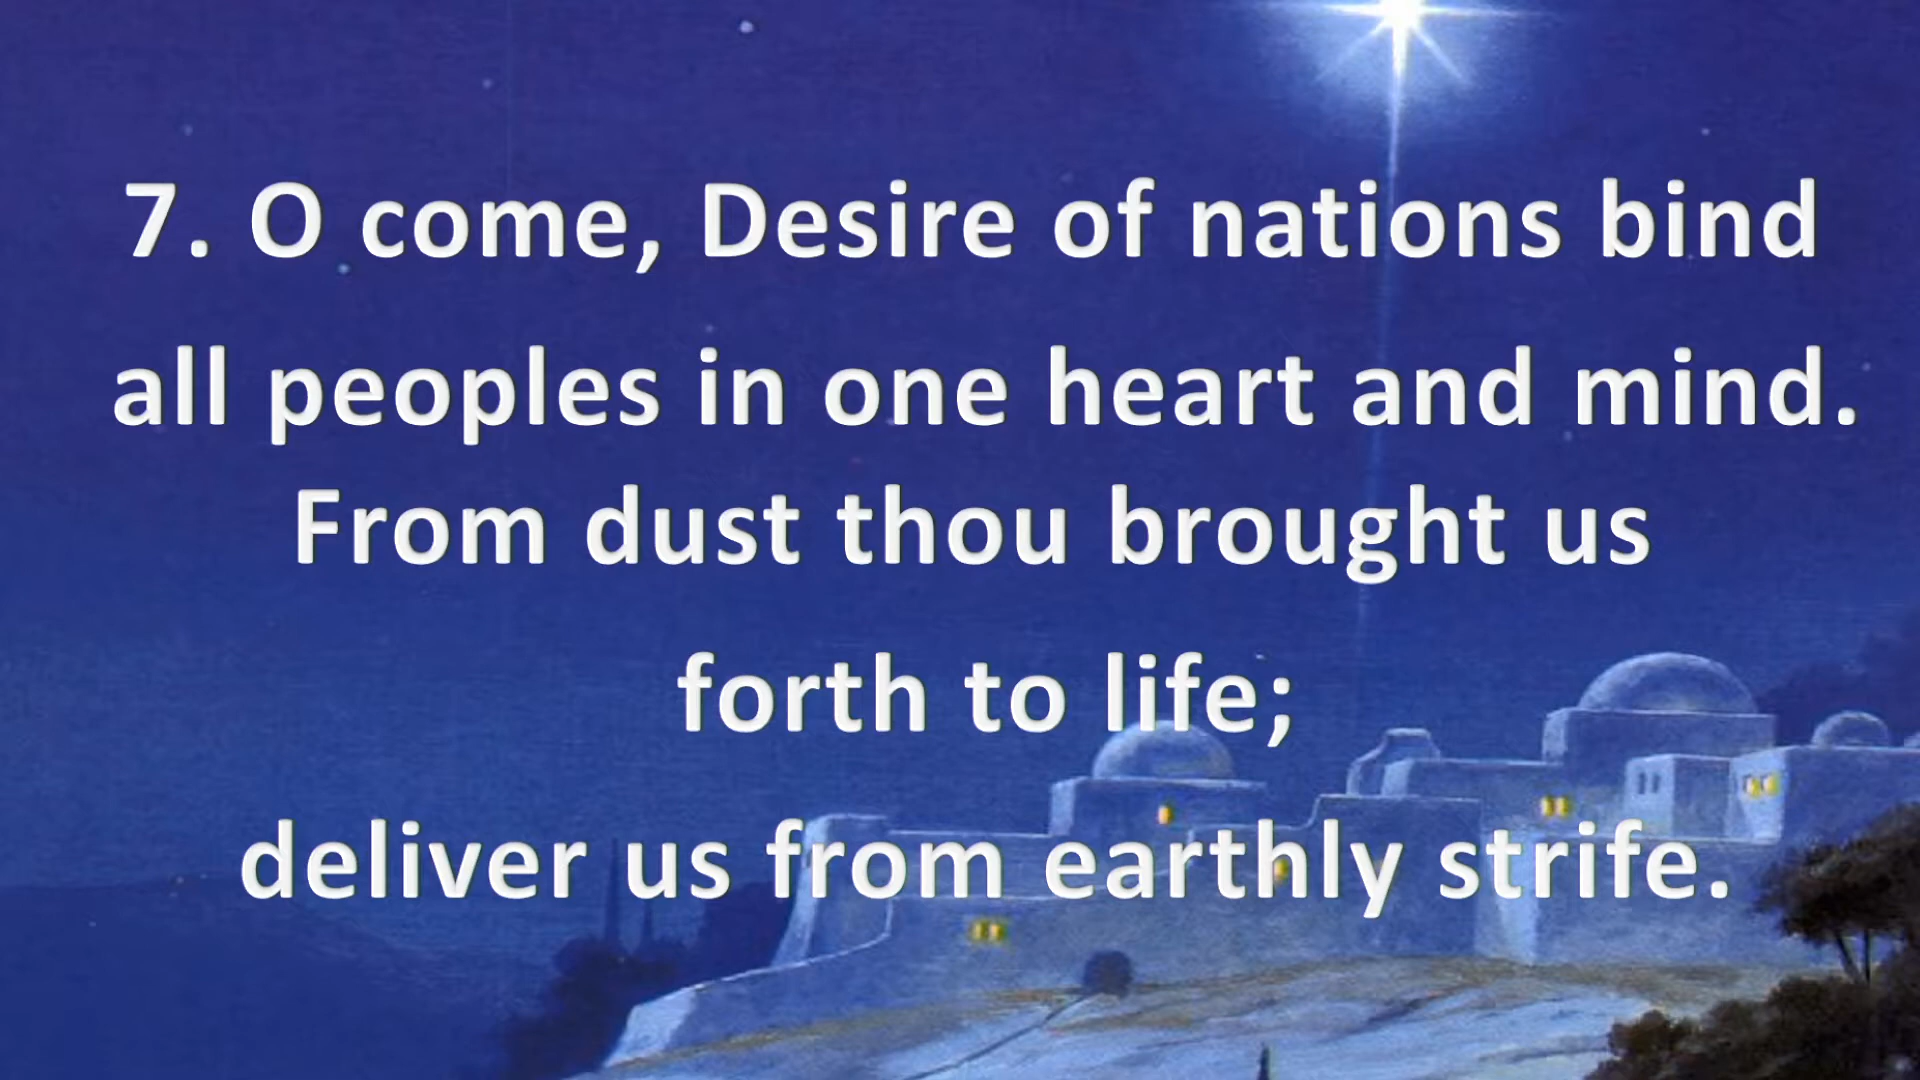 7. O come, Desire of nations bind
all peoples in one heart and mind.
From dust thou brought us
forth to life;
deliver us from earthly strife.